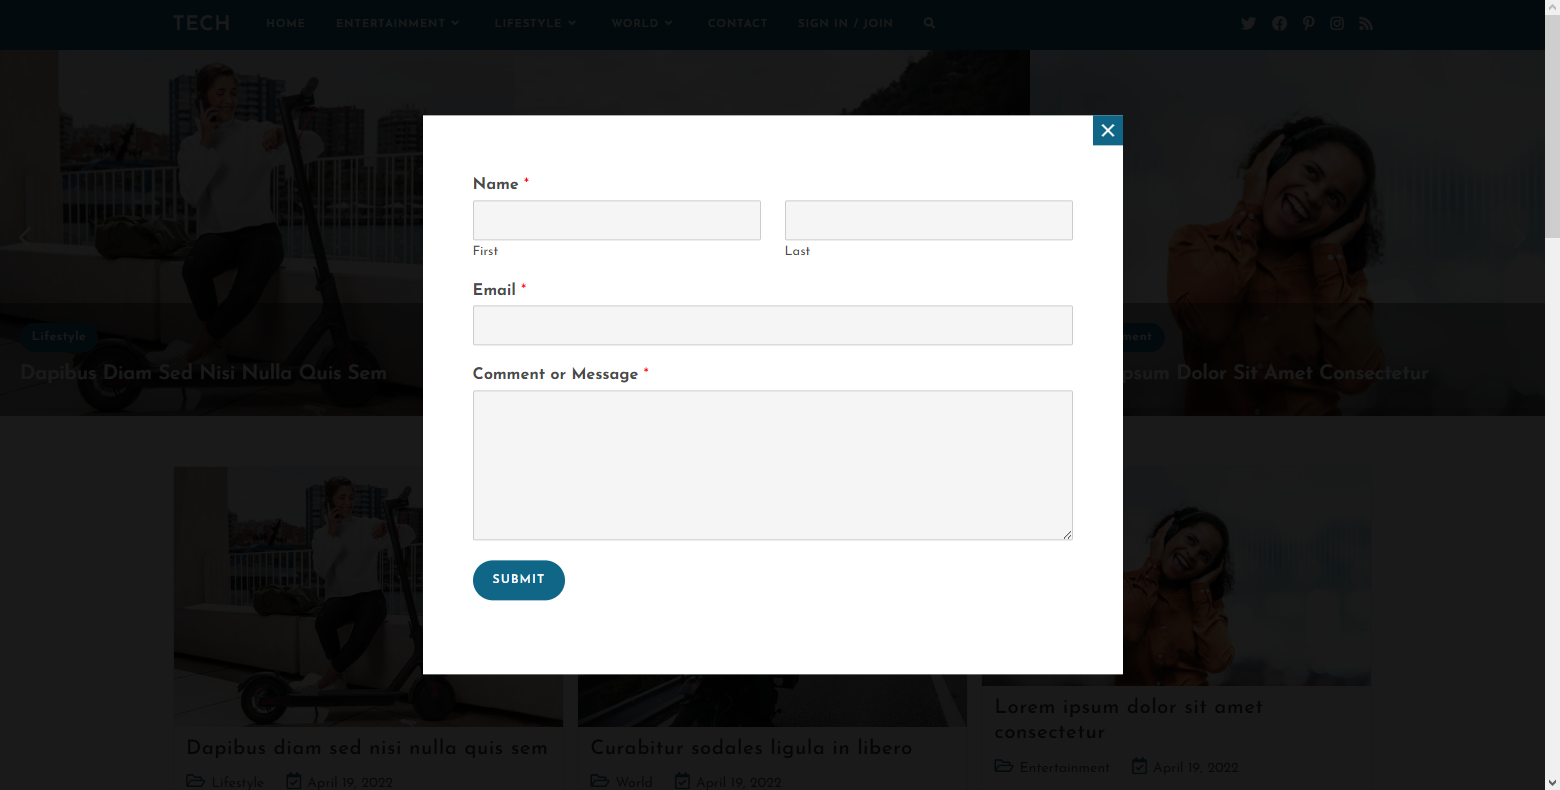 TECH HOME ENTERTAINMENT LIFESTYLE WORLD CONTACT SIGN IN / JOIN
Name *
First Last
Email *
Lifestyle
ment
Dapibus Diam Sed Nisi Nulla Quis Sem
psum Dolor Sit Amet Consectetur
Comment or Message *
SUBMIT
Dapibus diam sed nisi nulla quis sem
Lifestyle April 19, 2022
Curabitur sodales ligula in libero
World April 19, 2022
Lorem ipsum dolor sit amet
consectetur
Entertainment April 19, 2022